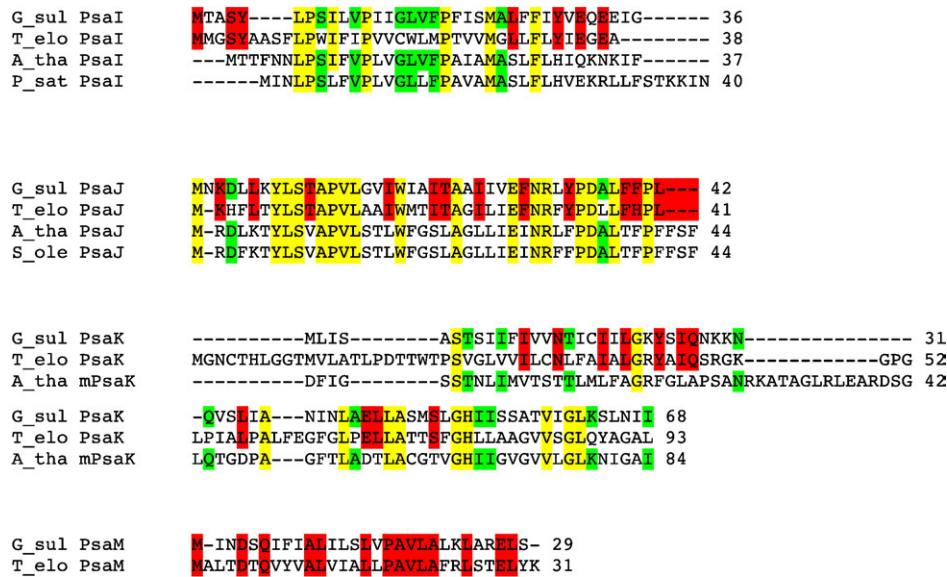 G_sul PsaI MTASY----LPSILVPIIGLVFPFISMALFFIYVEQEEIG------ 36
T_elo PsaI MMGSYAASFLPWIFIPVVCWLMPTVVMGLLFLYIEGEA-------- 38
A_tha PsaI ---MTTFNNLPSIFVPLVGLVFPAIAMASLFLHIQKNKIF------ 37
P_sat PsaI ------MINLPSLFVPLVGLLFPAVAMASLFLHVEKRLLFSTKKIN 40
G_sul PsaJ MNKDLLKYLSTAPVLGVIWIAITAAIIVEFNRLYPDALFFPL--- 42
T_elo PsaJ M-KHFLTYLSTAPVLAAIWMTITAGILIEFNRFYPDLLFHPL--- 41
A_tha PsaJ M-RDLKTYLSVAPVLSTLWFGSLAGLLIEINRLFPDALTFPFFSF 44
S_ole PsaJ M-RDFKTYLSVAPVLSTLWFGSLAGLLIEINRFFPDALTFPFFSF 44
G_sul PsaK ----------MLIS--------ASTSIIFIVVNTICIILGKYSIQNKKN--------------- 31
T_elo PsaK MGNCTHLGGTMVLATLPDTTWTPSVGLVVILCNLFAIALGRYAIQSRGK------------GPG 52
A_tha mPsaK ----------DFIG--------SSTNLIMVTSTTLMLFAGRFGLAPSANRKATAGLRLEARDSG 42
G_sul PsaK -QVSLIA---NINLAELLASMSLGHIISSATVIGLKSLNII 68
T_elo PsaK LPIALPALFEGFGLPELLATTSFGHLLAAGVVSGLQYAGAL 93
A_tha mPsaK LQTGDPA---GFTLADTLACGTVGHIIGVGVVLGLKNIGAI 84
G_sul PsaM M-INDSQIFIALILSLVPAVLALKLARELS- 29
T_elo PsaM MALTDTQVYVALVIALLPAVLAFRLSTELYK 31